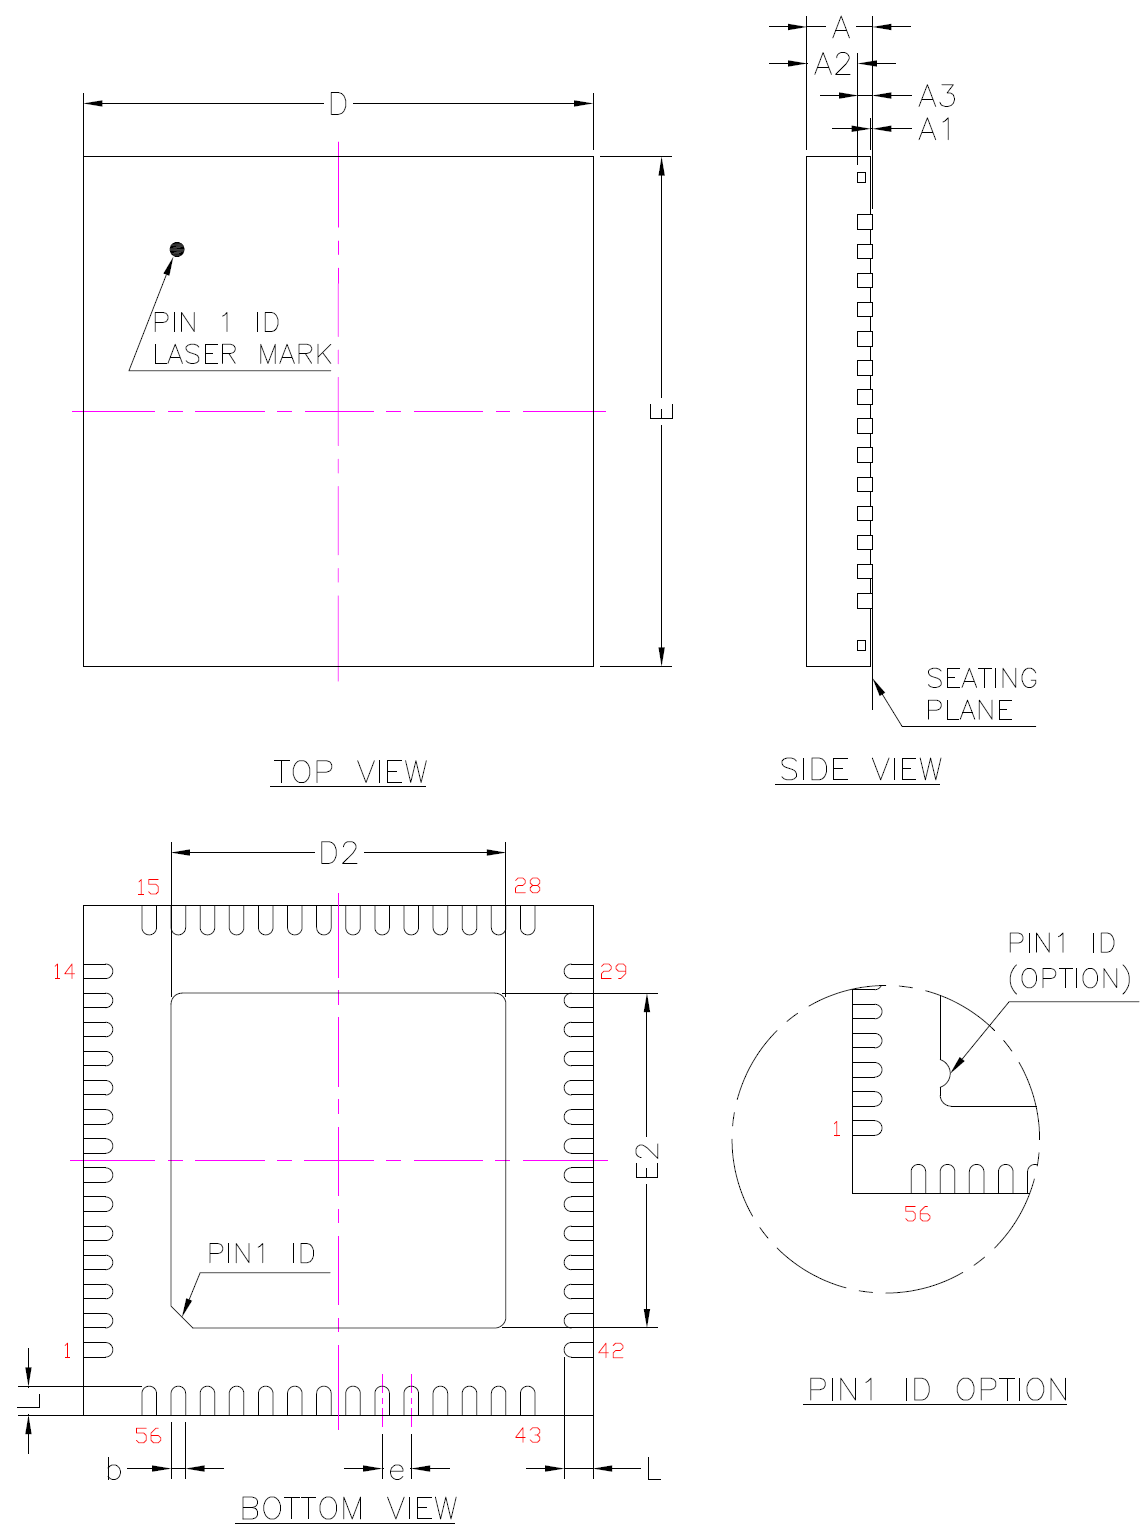 A
A2
A3
A1
D
PIN 1 ID
LASER MARK
E
SEATING
PLANE
TOP VIEW
SIDE VIEW
D2
15
28
14
29
PIN1 ID
(OPTION)
E2
1
PIN1 ID
56
1
42
L
56
43
b
e
L
PIN1 ID OPTION
BOTTOM VIEW